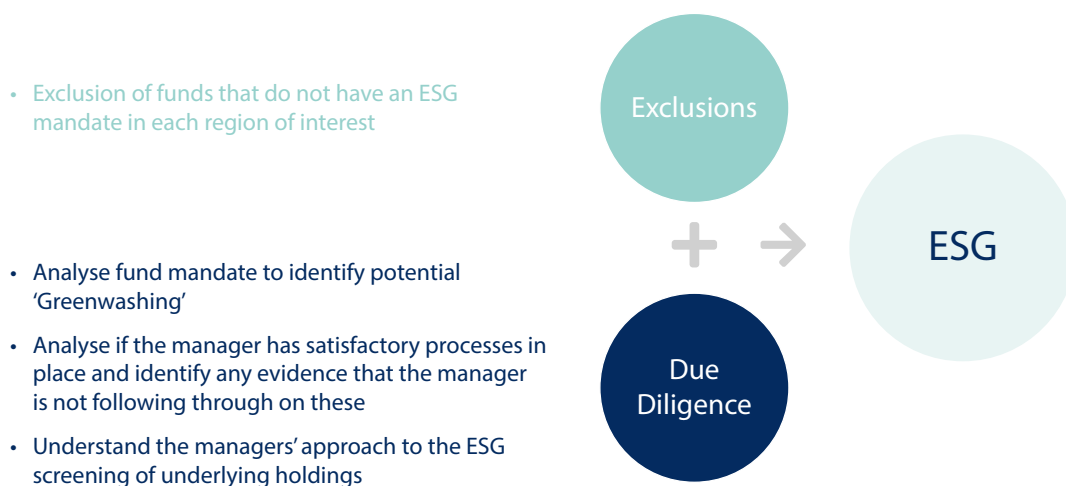 • Exclusion of funds that do not have an ESG
mandate in each region of interest
Exclusions
ESG
• Analyse fund mandate to identify potential
‘Greenwashing’
• Analyse if the manager has satisfactory processes in
place and identify any evidence that the manager
is not following through on these
• Understand the managers’ approach to the ESG
screening of underlying holdings
Due
Diligence